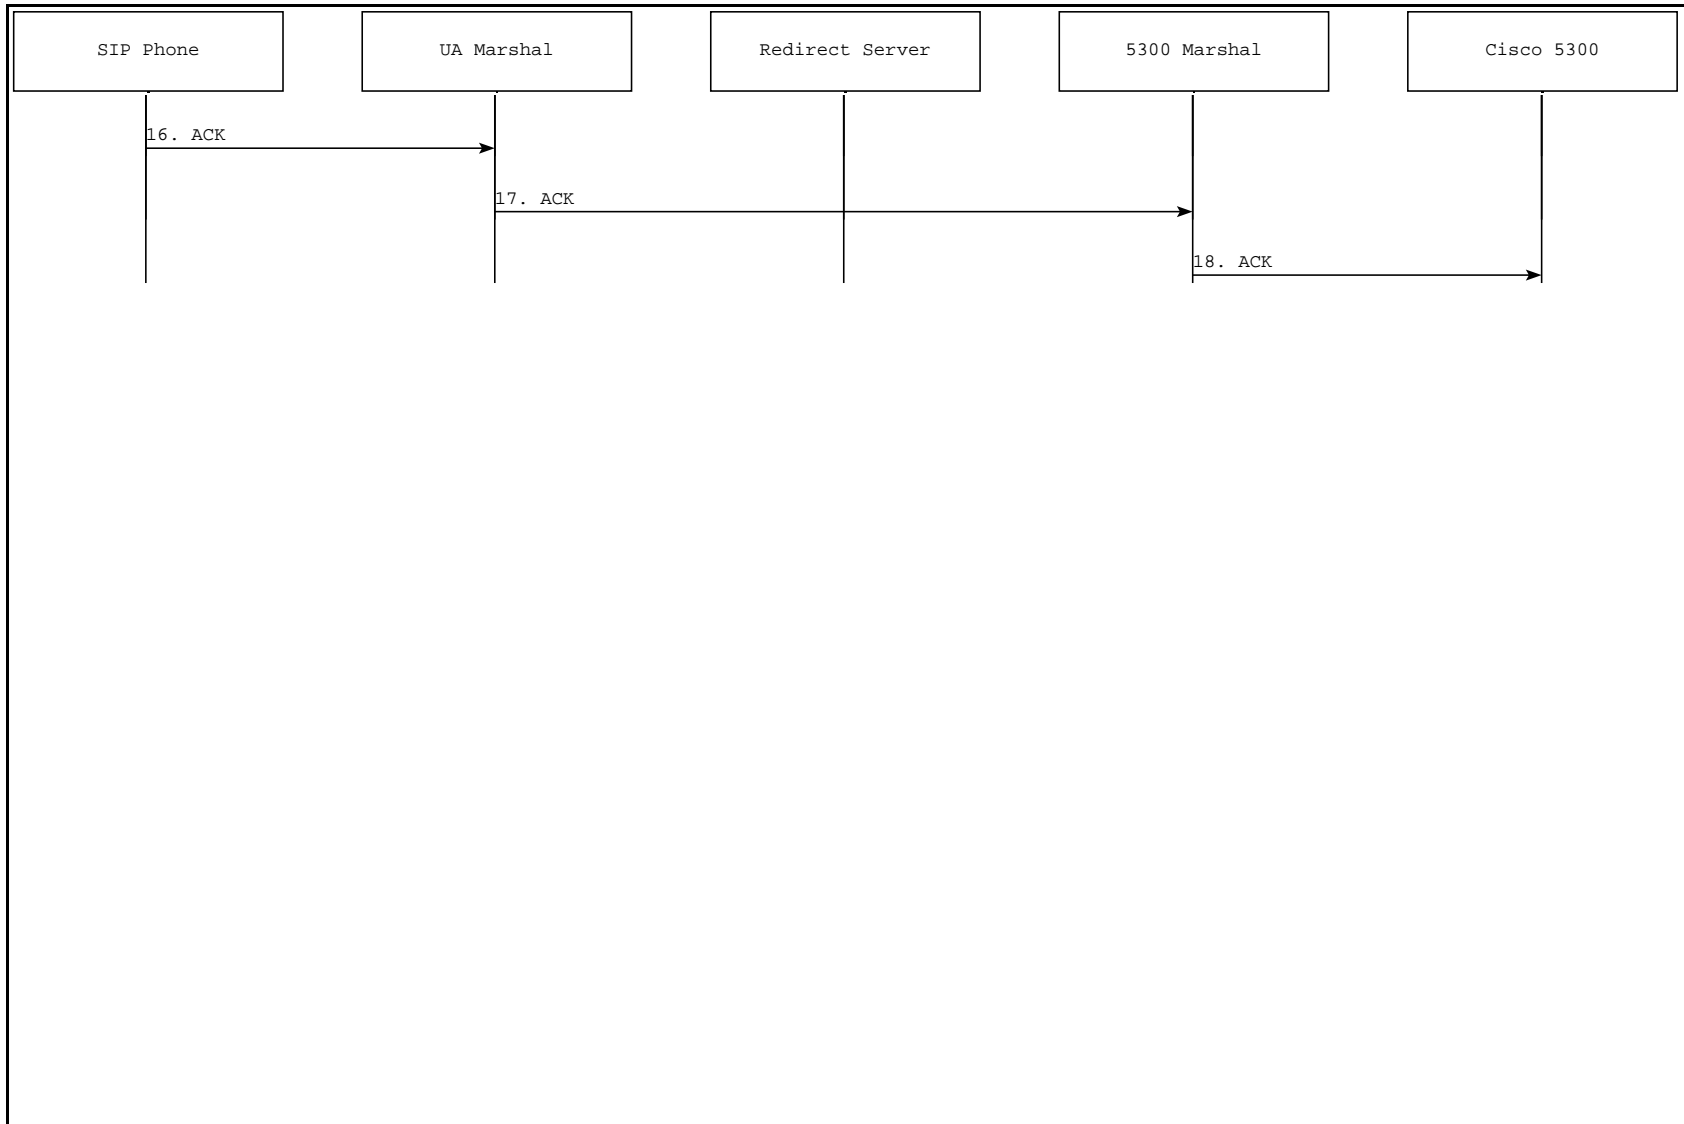 SIP Phone
UA Marshal
Redirect Server
5300 Marshal
Cisco 5300
16. ACK
17. ACK
18. ACK